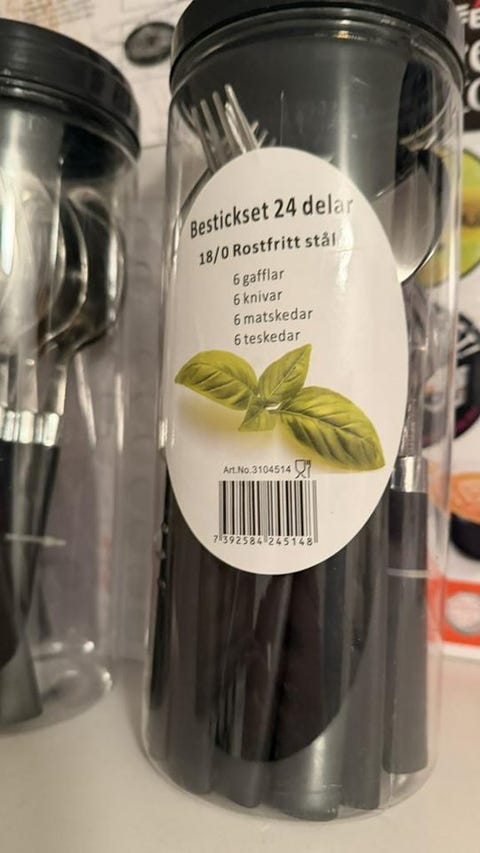 Bestickset 24 delar
18/0 Rostfritt stål
6 gafflar
6 knivar
6 matskedar
6 teskedar
Art.No.3104514
7 392584 245148